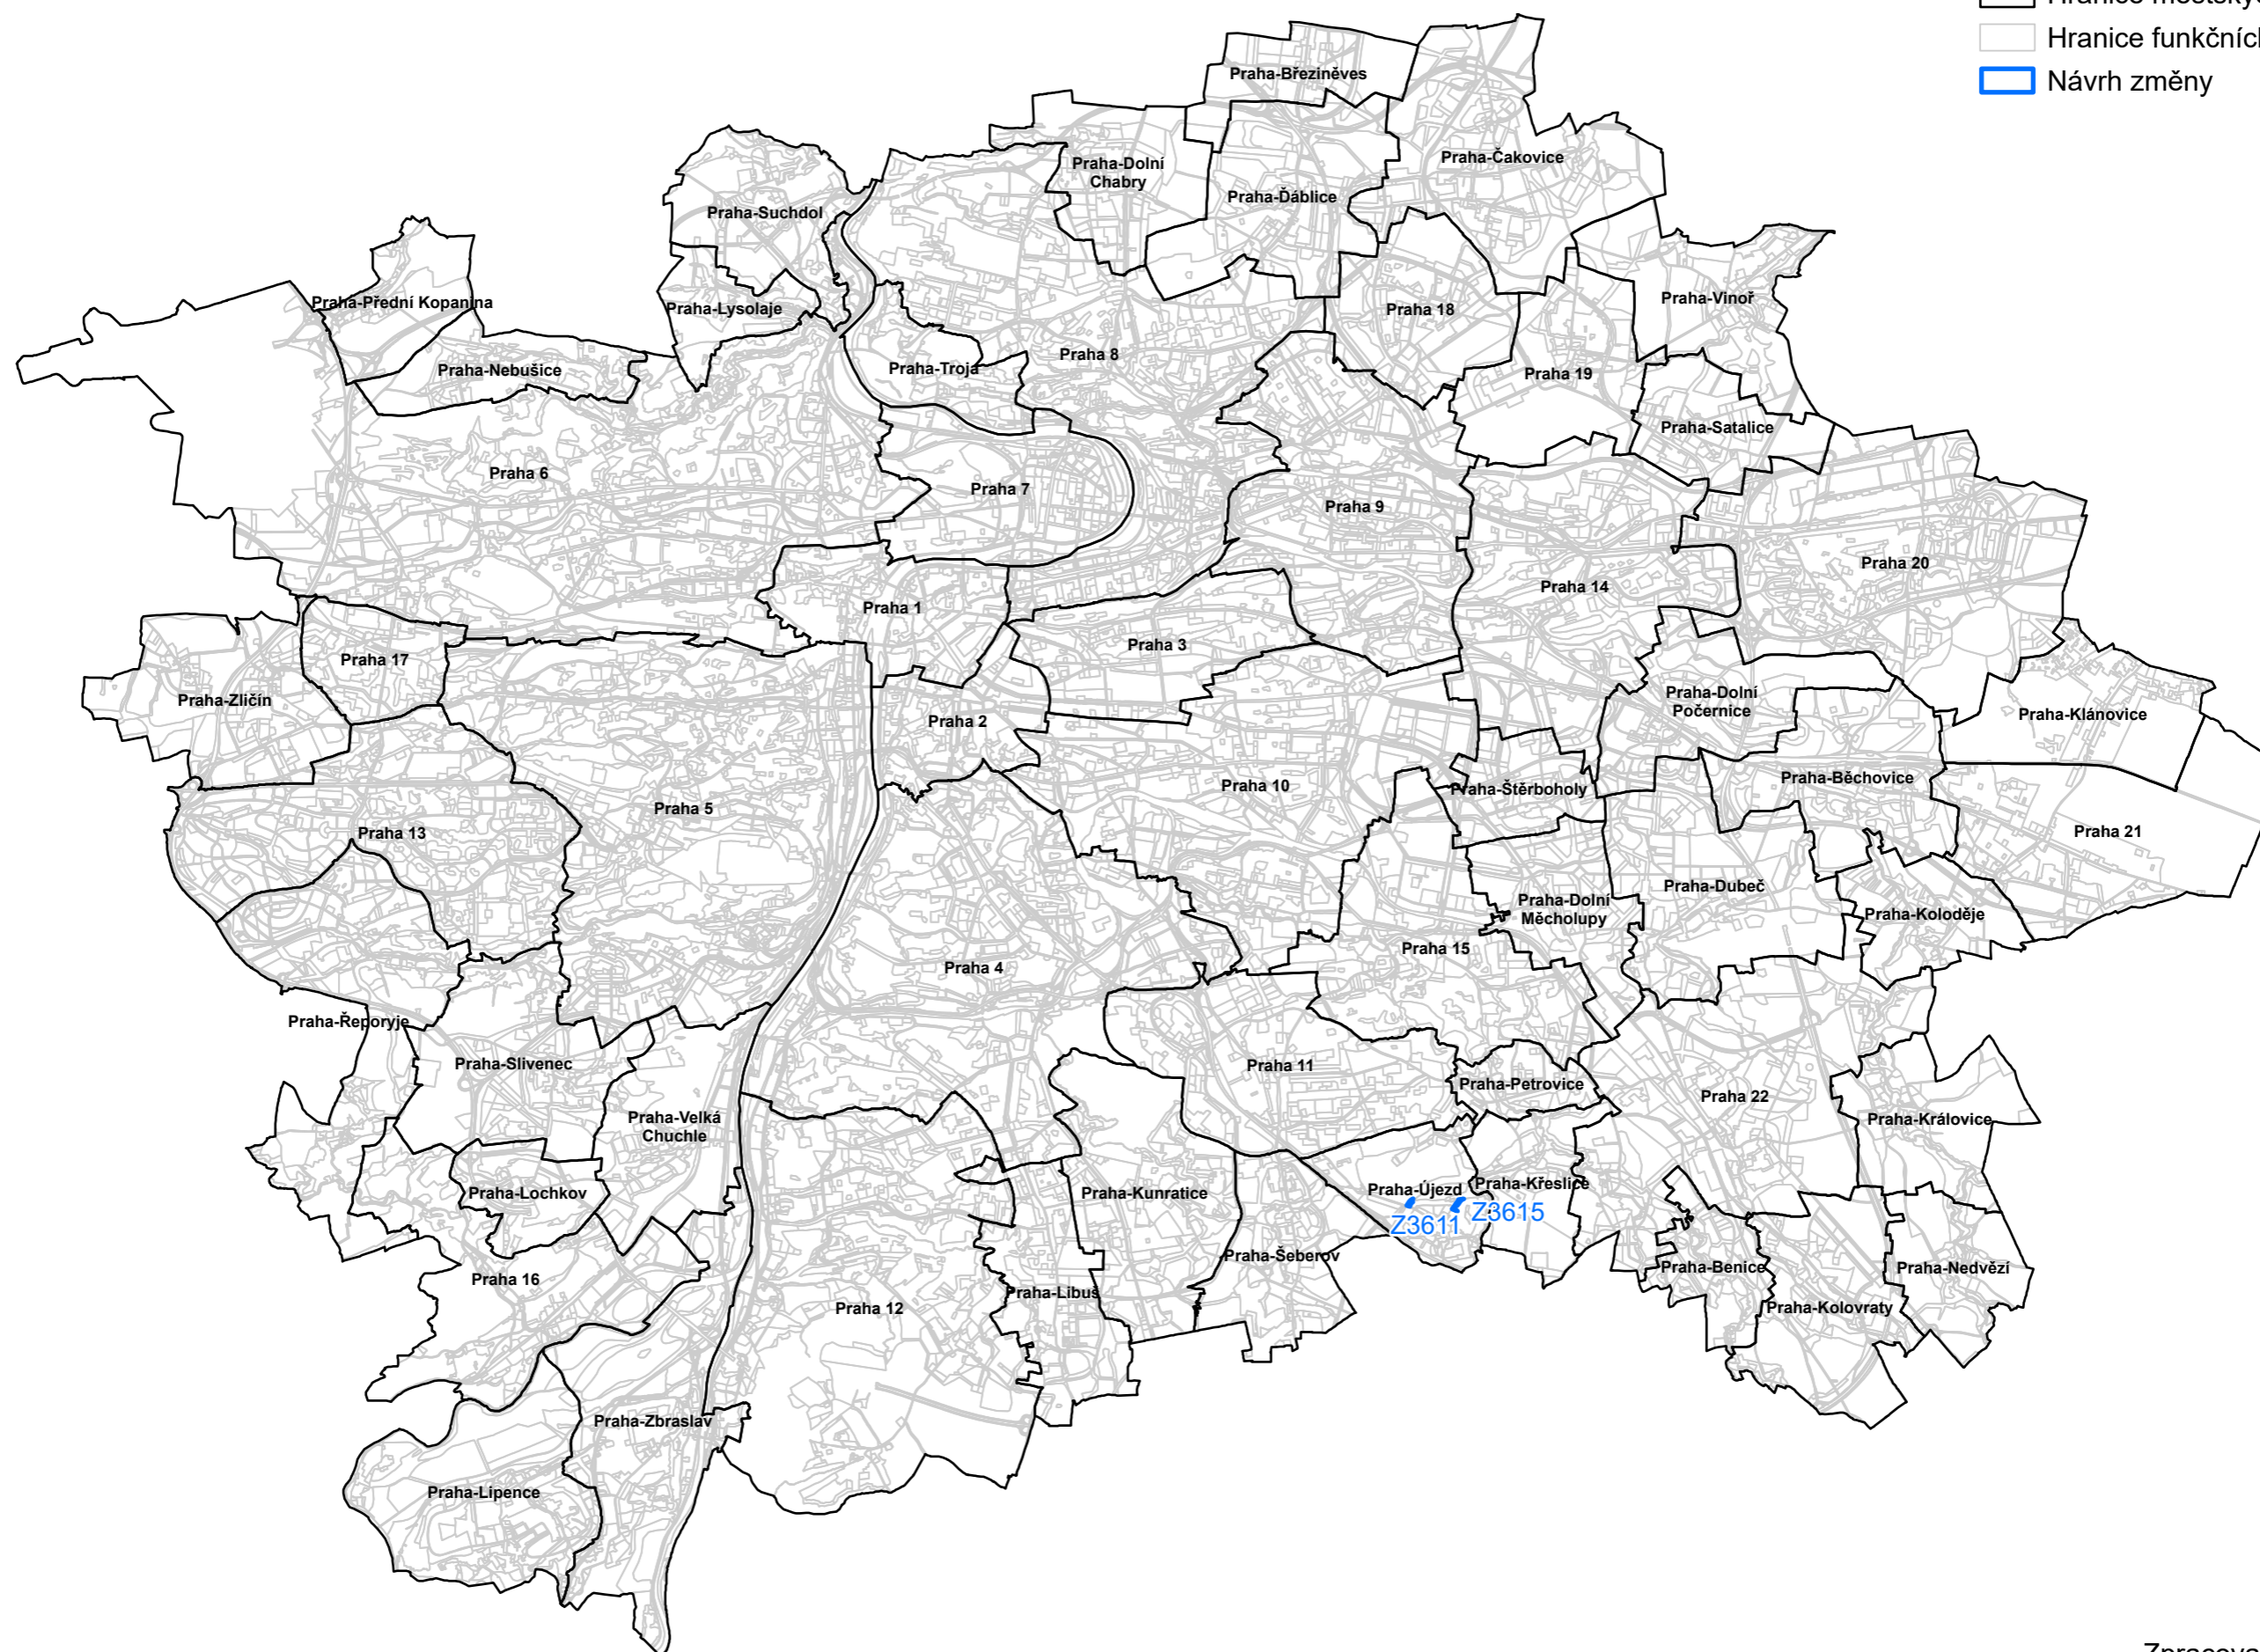 Hranice funkčních
Návrh změny
Praha-Březiněves
Praha-Čakovice
Praha-Dolní
Chabry
Praha-Ďáblice
Praha-Suchdol
Praha-Přední Kopanina
Praha-Lysolaje
Praha-Vinoř
Praha 18
Praha 8
Praha-Troja
Praha-Nebušice
Praha 19
Praha-Satalice
Praha 6
Praha 7
Praha 9
Praha 20
Praha 14
Praha 1
Praha 3
Praha 17
Praha-Zličín
Praha-Dolní
Počernice
Praha-Klánovice
Praha 2
Praha-Běchovice
Praha 10
Praha-Štěrboholy
Praha 5
Praha 13
Praha 21
Praha-Dubeč
Praha-Dolní
Měcholupy
Praha-Koloděje
Praha 15
Praha 4
Praha-Řeporyje
Praha-Slivenec
Praha 11
Praha-Petrovice
Praha 22
Praha-Královice
Praha-Velká
Chuchle
Praha-Lochkov
Praha-Kunratice
Praha-Újezd
Praha-Křeslice
Z3611
Z3615
Praha-Šeberov
Praha-Benice
Praha-Nedvězí
Praha 16
Praha-Libuš
Praha 12
Praha-Kolovraty
Praha-Zbraslav
Praha-Lipence